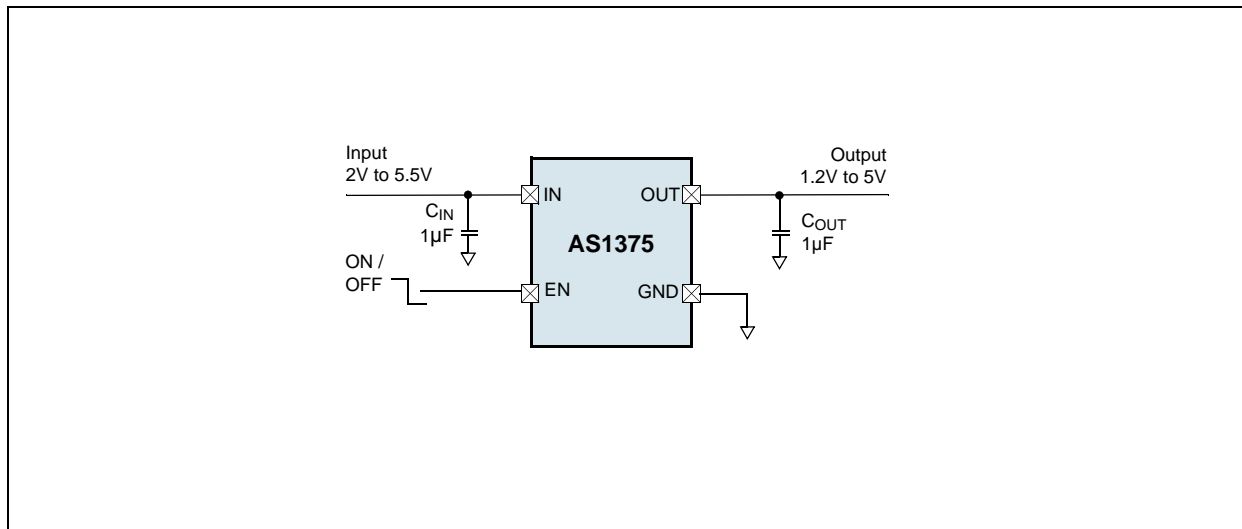 Input
2V to 5.5V
Output
1.2V to 5V
IN
OUT
CIN
1µF
COUT
1µF
AS1375
ON /
OFF
EN
GND